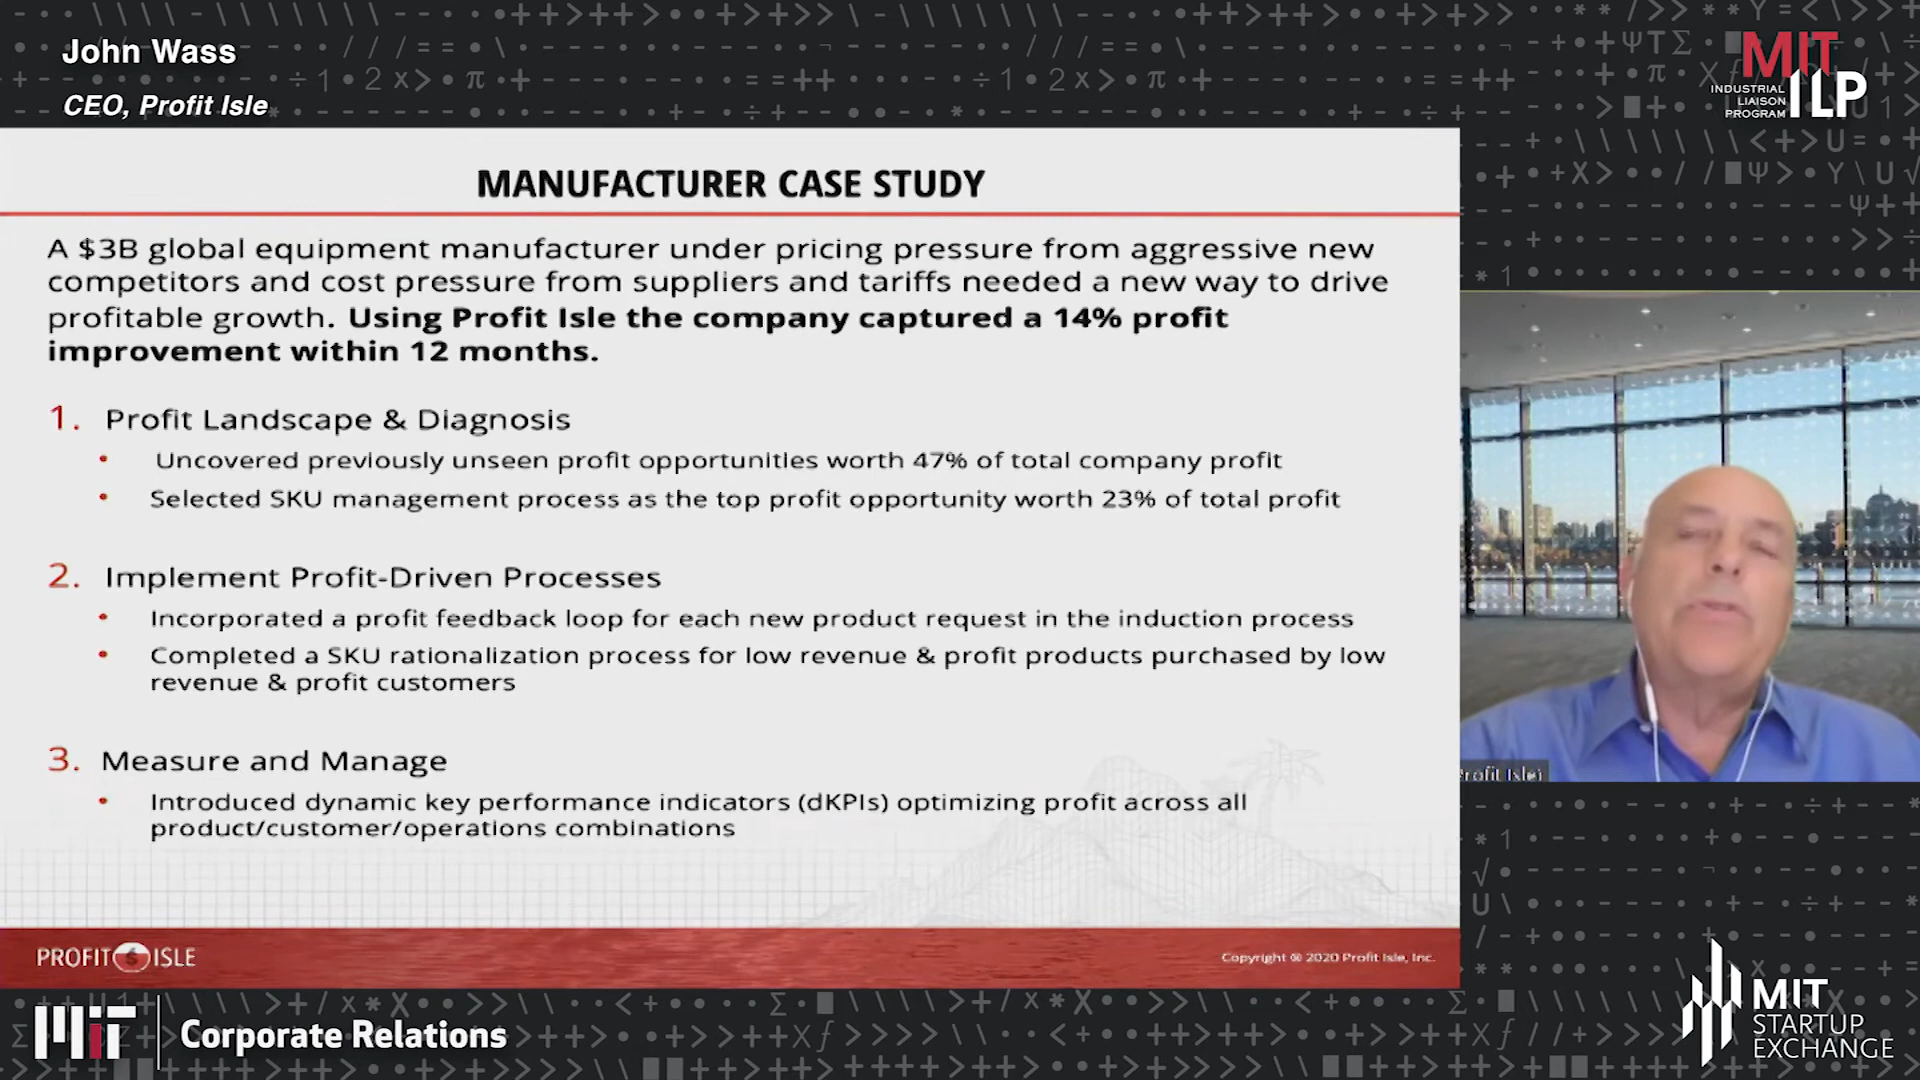 John Wass
CEO, Profit Isle
MIT
INDUSTRIAL
LIAISON
PROGRAM
ILP
MANUFACTURER CASE STUDY
A $3B global equipment manufacturer under pricing pressure from aggressive new
competitors and cost pressure from suppliers and tariffs needed a new way to drive
profitable growth. Using Profit Isle the company captured a 14% profit
improvement within 12 months.
1. Profit Landscape & Diagnosis
• Uncovered previously unseen profit opportunities worth 47% of total company profit
• Selected SKU management process as the top profit opportunity worth 23% of total profit
2. Implement Profit-Driven Processes
• Incorporated a profit feedback loop for each new product request in the induction process
• Completed a SKU rationalization process for low revenue & profit products purchased by low
revenue & profit customers
3. Measure and Manage
• Introduced dynamic key performance indicators (dKPIs) optimizing profit across all
product/customer/operations combinations
PROFIT $ ISLE
Copyright © 2020 Profit Isle, Inc.
Profit Isle)
MIT
Corporate Relations
MIT
STARTUP
EXCHANGE